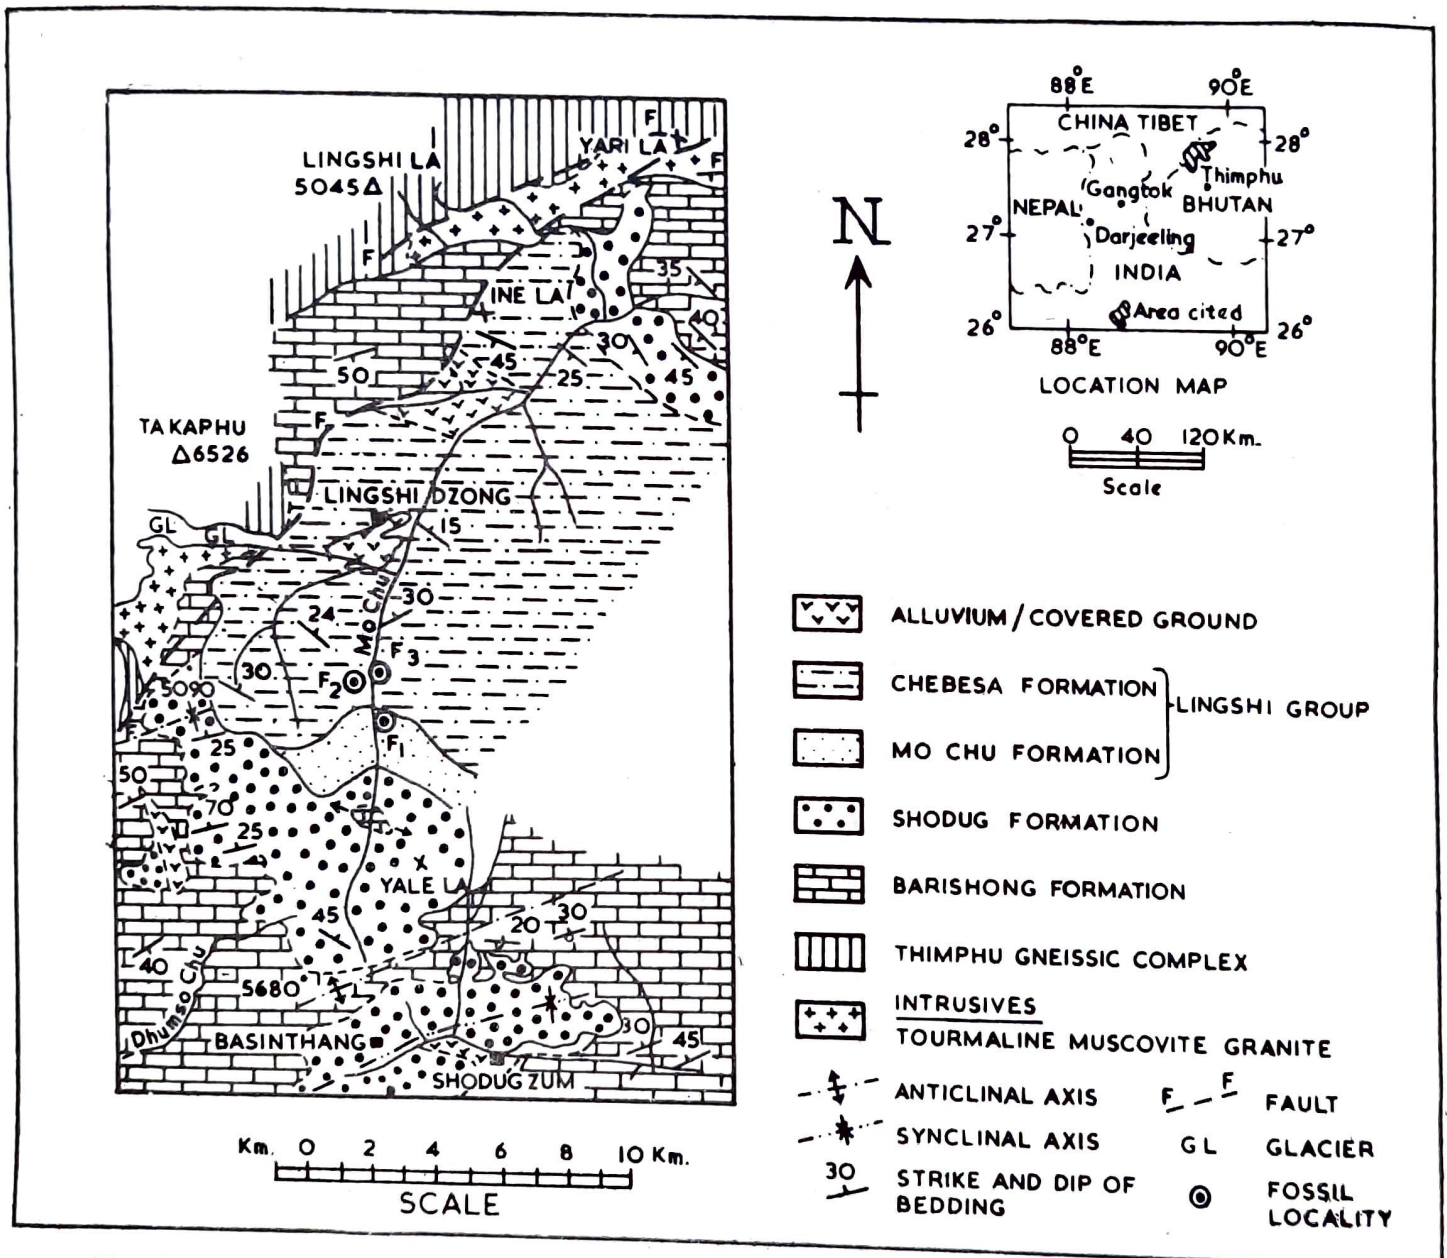 LINGSHI LA
5045
YARI LA
F
F
F
INE LA
35
40
30
45
25
45
50
F
TAKAPHU
6526
LINGSHI DZONG
15
GL
GL
Mo Chu
30
24
30
F2
F3
F1
5090
F
25
50
70
25
X
YALE LA
45
20
30
40
5680
Dhumso Chu
BASINTHANG
30
45
SHODUG ZUM
Km. 0 2 4 6 8 10 Km.
SCALE
N
88°E 90°E
28° 28°
CHINA TIBET
Thimphu
Gangtok
NEPAL
BHUTAN
27° 27°
Darjeeling
INDIA
Area cited
26° 26°
88°E 90°E
LOCATION MAP
0 40 120 Km.
Scale
ALLUVIUM / COVERED GROUND
CHEBESA FORMATION
LINGSHI GROUP
MO CHU FORMATION
SHODUG FORMATION
BARISHONG FORMATION
THIMPHU GNEISSIC COMPLEX
INTRUSIVES
TOURMALINE MUSCOVITE GRANITE
ANTICLINAL AXIS
F F FAULT
SYNCLINAL AXIS
GL GLACIER
30 STRIKE AND DIP OF
BEDDING
FOSSIL
LOCALITY